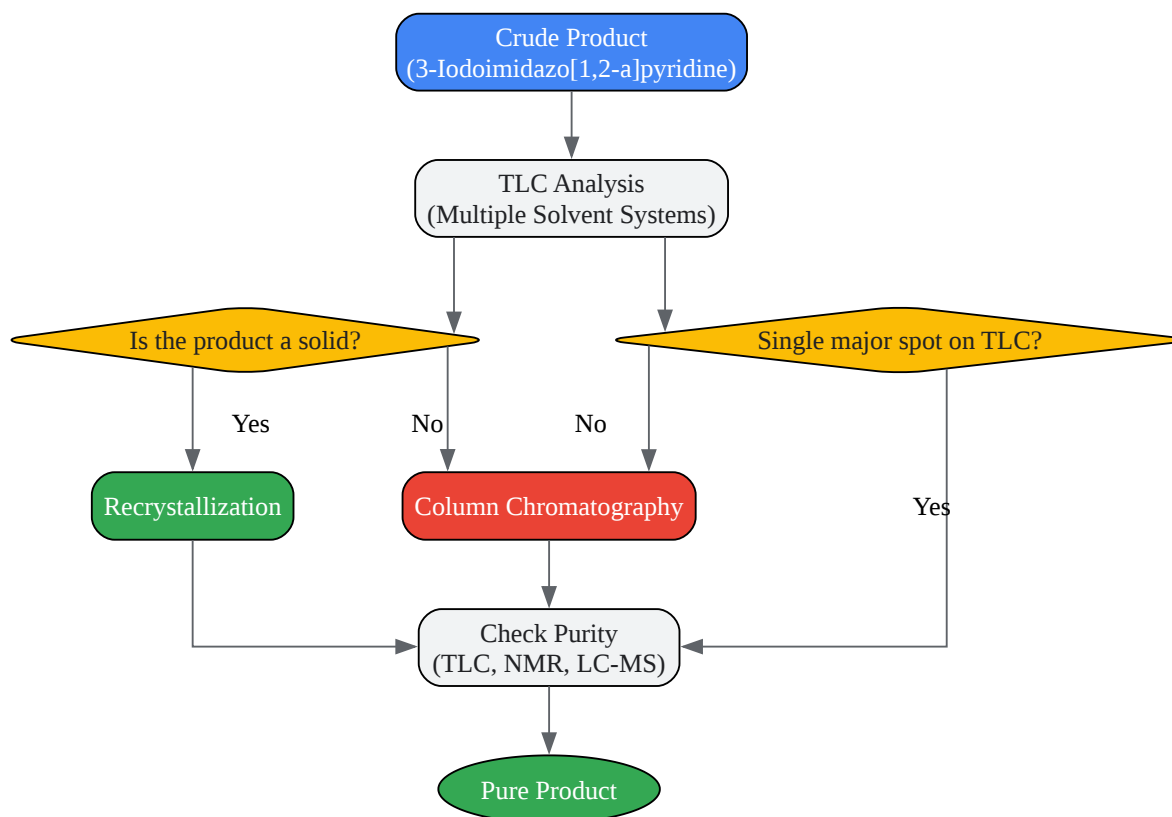 Crude Product
(3-Iodoimidazo[1,2-a]pyridine)
TLC Analysis
(Multiple Solvent Systems)
Is the product a solid?
Single major spot on TLC?
Yes
No
No
Recrystallization
Column Chromatography
Yes
Check Purity
(TLC, NMR, LC-MS)
Pure Product